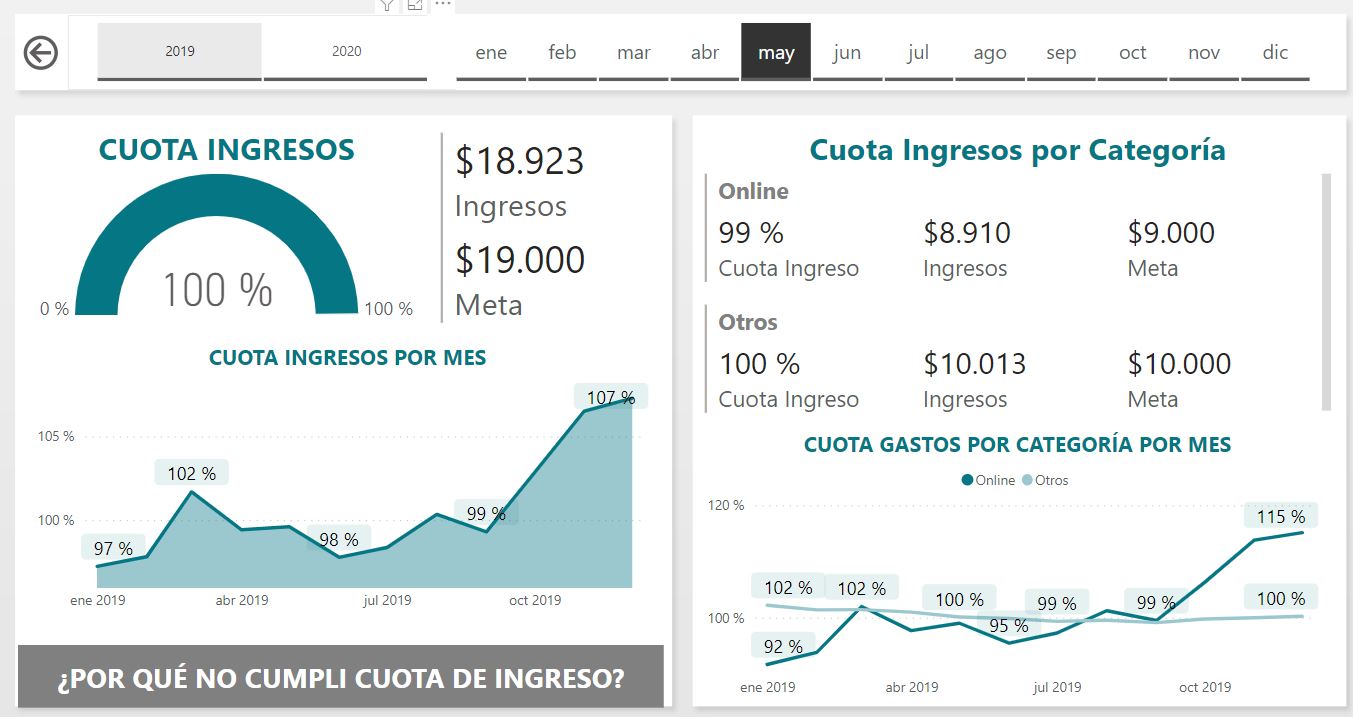 2019 2020 ene feb mar abr may jun jul ago sep oct nov dic
CUOTA INGRESOS
100 %
0 %
100 %
$18.923
Ingresos
$19.000
Meta
CUOTA INGRESOS POR MES
107 %
105 %
102 %
100 %
99 %
98 %
97 %
ene 2019 abr 2019 jul 2019 oct 2019
¿POR QUÉ NO CUMPLI CUOTA DE INGRESO?
Cuota Ingresos por Categoría
Online
99 % $8.910 $9.000
Cuota Ingreso Ingresos Meta
Otros
100 % $10.013 $10.000
Cuota Ingreso Ingresos Meta
CUOTA GASTOS POR CATEGORÍA POR MES
Online Otros
120 %
115 %
102 % 102 % 100 % 99 % 99 % 100 %
100 %
95 %
92 %
ene 2019 abr 2019 jul 2019 oct 2019